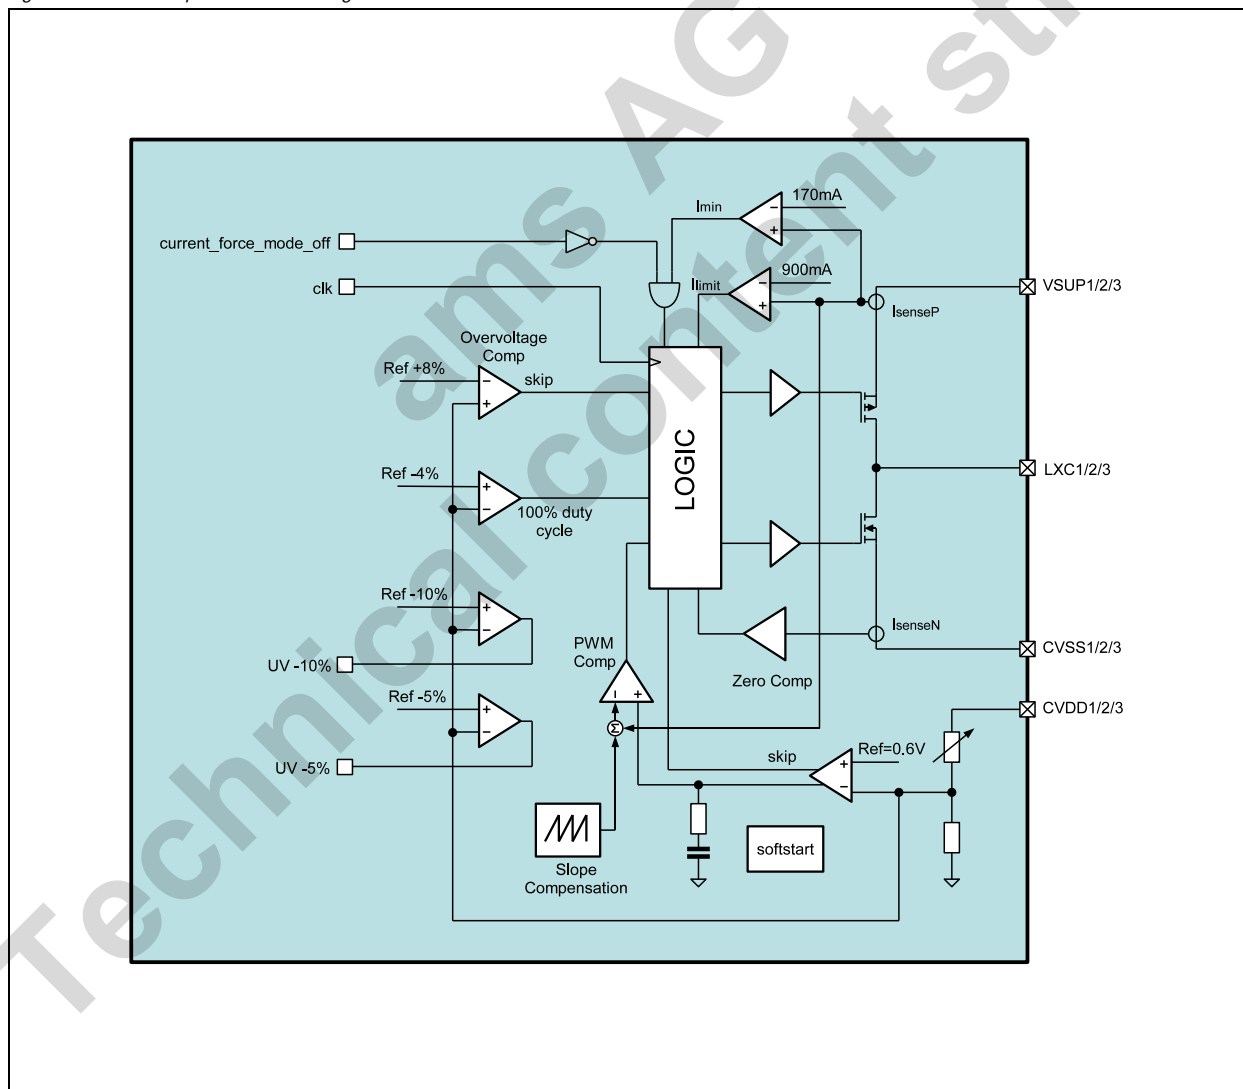 ams AG
Technical content sti
170mA
Imin
current_force_mode_off
clk
900mA
Ilimit
IsenseP
VSUP1/2/3
Overvoltage
Comp
Ref +8%
skip
LOGIC
Ref -4%
100% duty
cycle
LXC1/2/3
Ref -10%
UV -10%
PWM
Comp
Zero Comp
IsenseN
CVSS1/2/3
Ref -5%
UV -5%
CVDD1/2/3
Σ
skip
Ref=0.6V
softstart
Slope
Compensation